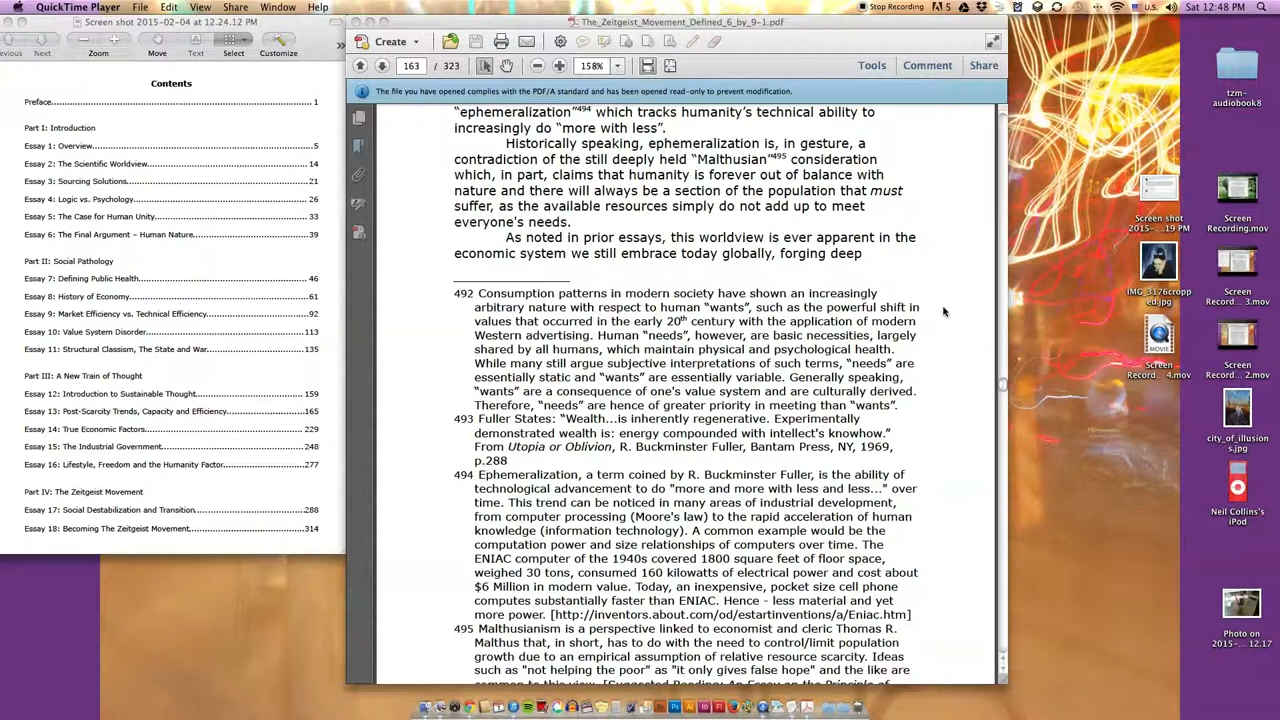 QuickTime Player File Edit View Share Window Help
Stop Recording
5
U.S.
Sat 12:48 PM
Screen shot 2015-02-04 at 12.24.12 PM
Next
Zoom
Move
Text
Select
Customize
Contents
Preface 1
Part I: Introduction
Essay 1: Overview 5
Essay 2: The Scientific Worldview 14
Essay 3: Sourcing Solutions 21
Essay 4: Logic vs. Psychology 26
Essay 5: The Case for Human Unity 33
Essay 6: The Final Argument – Human Nature 39
Part II: Social Pathology
Essay 7: Defining Public Health 46
Essay 8: History of Economy 61
Essay 9: Market Efficiency vs. Technical Efficiency 92
Essay 10: Value System Disorder 113
Essay 11: Structural Classism, The State and War 135
Part III: A New Train of Thought
Essay 12: Introduction to Sustainable Thought 159
Essay 13: Post-Scarcity Trends, Capacity and Efficiency 165
Essay 14: True Economic Factors 229
Essay 15: The Industrial Government 248
Essay 16: Lifestyle, Freedom and the Humanity Factor 277
Part IV: The Zeitgeist Movement
Essay 17: Social Destabilization and Transition 288
Essay 18: Becoming The Zeitgeist Movement 314
The_Zeitgeist_Movement_Defined_6_by_9-1.pdf
Create
163 / 323
158%
Tools Comment Share
The file you have opened complies with the PDF/A standard and has been opened read-only to prevent modification.
“ephemeralization”494 which tracks humanity’s technical ability to
increasingly do “more with less”.
Historically speaking, ephemeralization is, in gesture, a
contradiction of the still deeply held “Malthusian”495 consideration
which, in part, claims that humanity is forever out of balance with
nature and there will always be a section of the population that must
suffer, as the available resources simply do not add up to meet
everyone's needs.
As noted in prior essays, this worldview is ever apparent in the
economic system we still embrace today globally, forging deep
492 Consumption patterns in modern society have shown an increasingly
arbitrary nature with respect to human “wants”, such as the powerful shift in
values that occurred in the early 20th century with the application of modern
Western advertising. Human “needs”, however, are basic necessities, largely
shared by all humans, which maintain physical and psychological health.
While many still argue subjective interpretations of such terms, “needs” are
essentially static and “wants” are essentially variable. Generally speaking,
“wants” are a consequence of one's value system and are culturally derived.
Therefore, “needs” are hence of greater priority in meeting than “wants”.
493 Fuller States: “Wealth...is inherently regenerative. Experimentally
demonstrated wealth is: energy compounded with intellect's knowhow.”
From Utopia or Oblivion, R. Buckminster Fuller, Bantam Press, NY, 1969,
p.288
494 Ephemeralization, a term coined by R. Buckminster Fuller, is the ability of
technological advancement to do "more and more with less and less..." over
time. This trend can be noticed in many areas of industrial development,
from computer processing (Moore's law) to the rapid acceleration of human
knowledge (information technology). A common example would be the
computation power and size relationships of computers over time. The
ENIAC computer of the 1940s covered 1800 square feet of floor space,
weighed 30 tons, consumed 160 kilowatts of electrical power and cost about
$6 Million in modern value. Today, an inexpensive, pocket size cell phone
computes substantially faster than ENIAC. Hence - less material and yet
more power. [http://inventors.about.com/od/estartinventions/a/Eniac.htm]
495 Malthusianism is a perspective linked to economist and cleric Thomas R.
Malthus that, in short, has to do with the need to control/limit population
growth due to an empirical assumption of relative resource scarcity. Ideas
such as "not helping the poor" as "it only gives false hope" and the like are
common to this view. [Suggested Reading: An Essay on the Principle of
tzm-
audiobook8
Screen shot
2015-...19 PM
Screen
Recording.mov
IMG_3176cropp
ed.jpg
Screen
Record...3.mov
MOVIE
Screen
Record...4.mov
Screen
Record...2.mov
city_of_illusion
s.jpg
Neil Collins's
iPod
Photo on
2015-...12.17